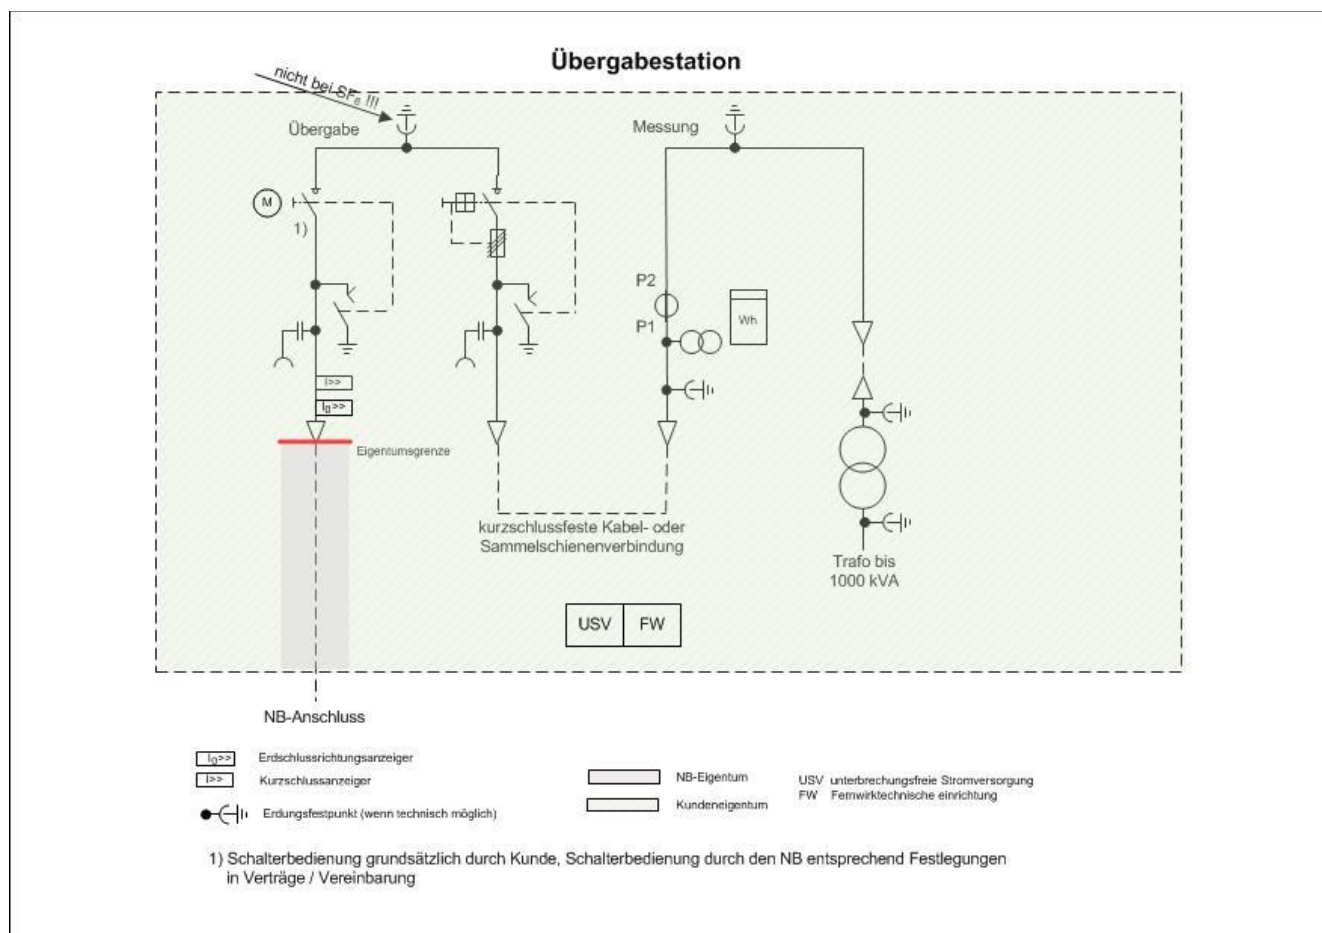 Übergabestation
nicht bei SF₆ !!!
Übergabe
Messung
M
1)
P2
P1
Wh
I>>
I₀>>
Eigentumsgrenze
kurzschlussfeste Kabel- oder
Sammelschienenverbindung
Trafo bis
1000 kVA
USV
FW
NB-Anschluss
I₀>> Erdschlussrichtungsanzeiger
I>> Kurzschlussanzeiger
Erdungsfestpunkt (wenn technisch möglich)
NB-Eigentum
Kundeneigentum
USV unterbrechungsfreie Stromversorgung
FW Fernwirktechnische einrichtung
1) Schalterbedienung grundsätzlich durch Kunde, Schalterbedienung durch den NB entsprechend Festlegungen
in Verträge / Vereinbarung